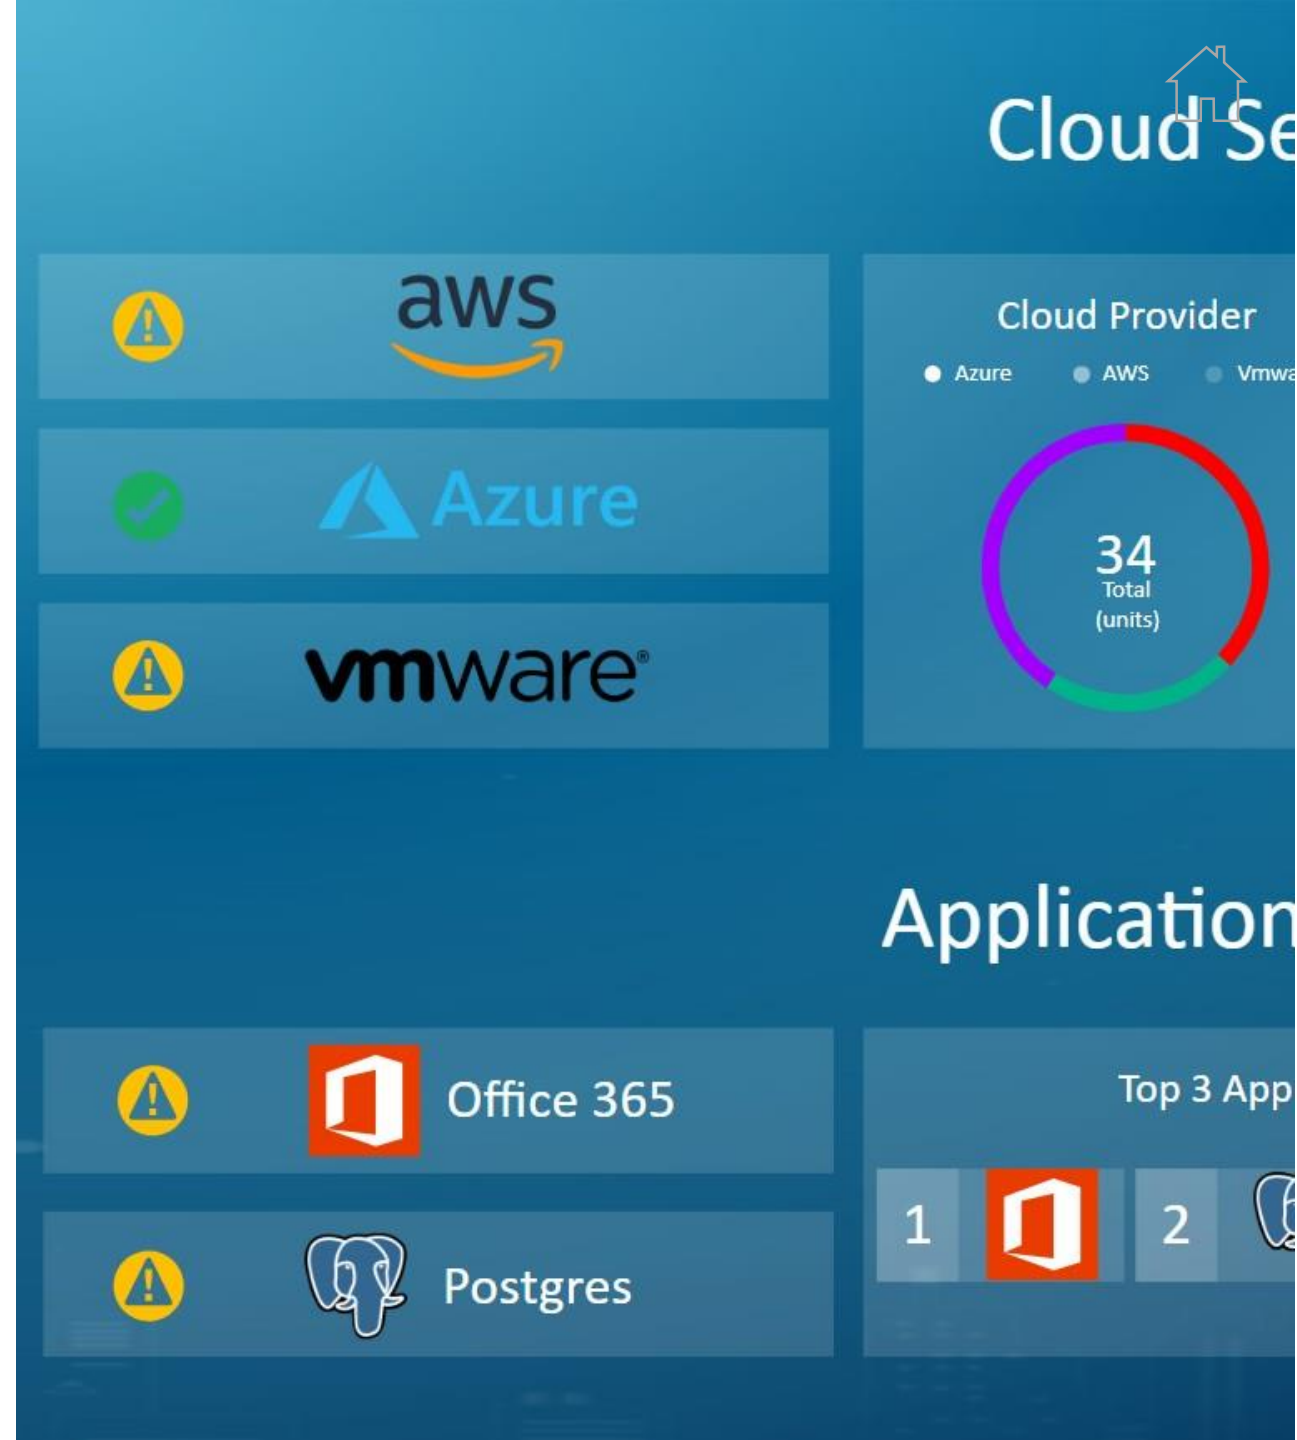 Cloud Se
aws
Azure
vmware®
Cloud Provider
Azure AWS Vmwa
34
Total
(units)
Application
Office 365
Postgres
Top 3 App
1 2